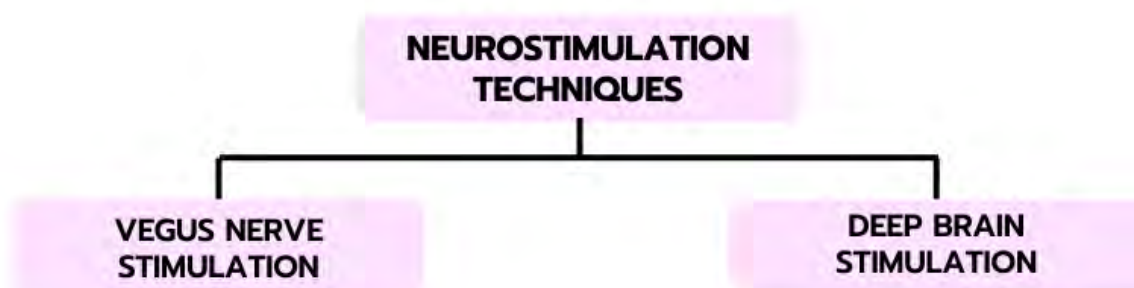 NEUROSTIMULATION
TECHNIQUES
VEGUS NERVE
STIMULATION
DEEP BRAIN
STIMULATION